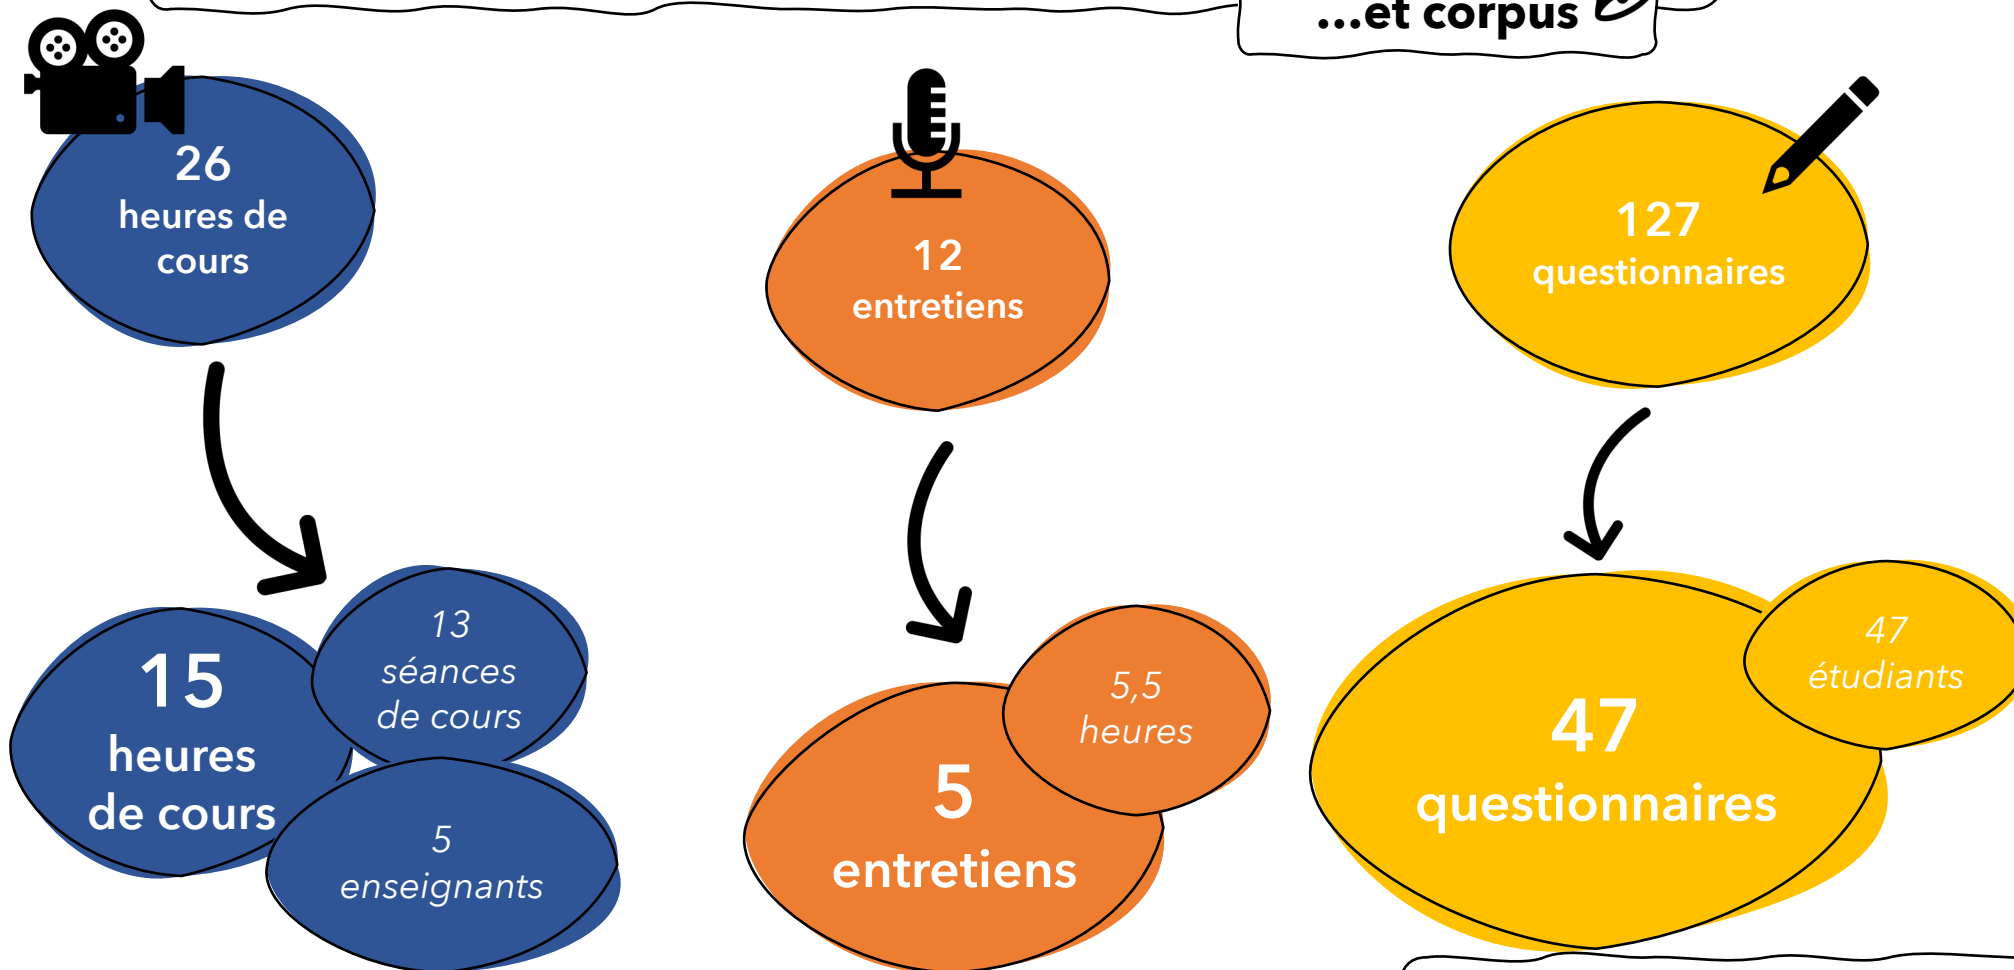 ...et corpus
26
heures de
cours
12
entretiens
127
questionnaires
15
heures
de cours
13
séances
de cours
5
enseignants
5,5
heures
5
entretiens
47
étudiants
47
questionnaires